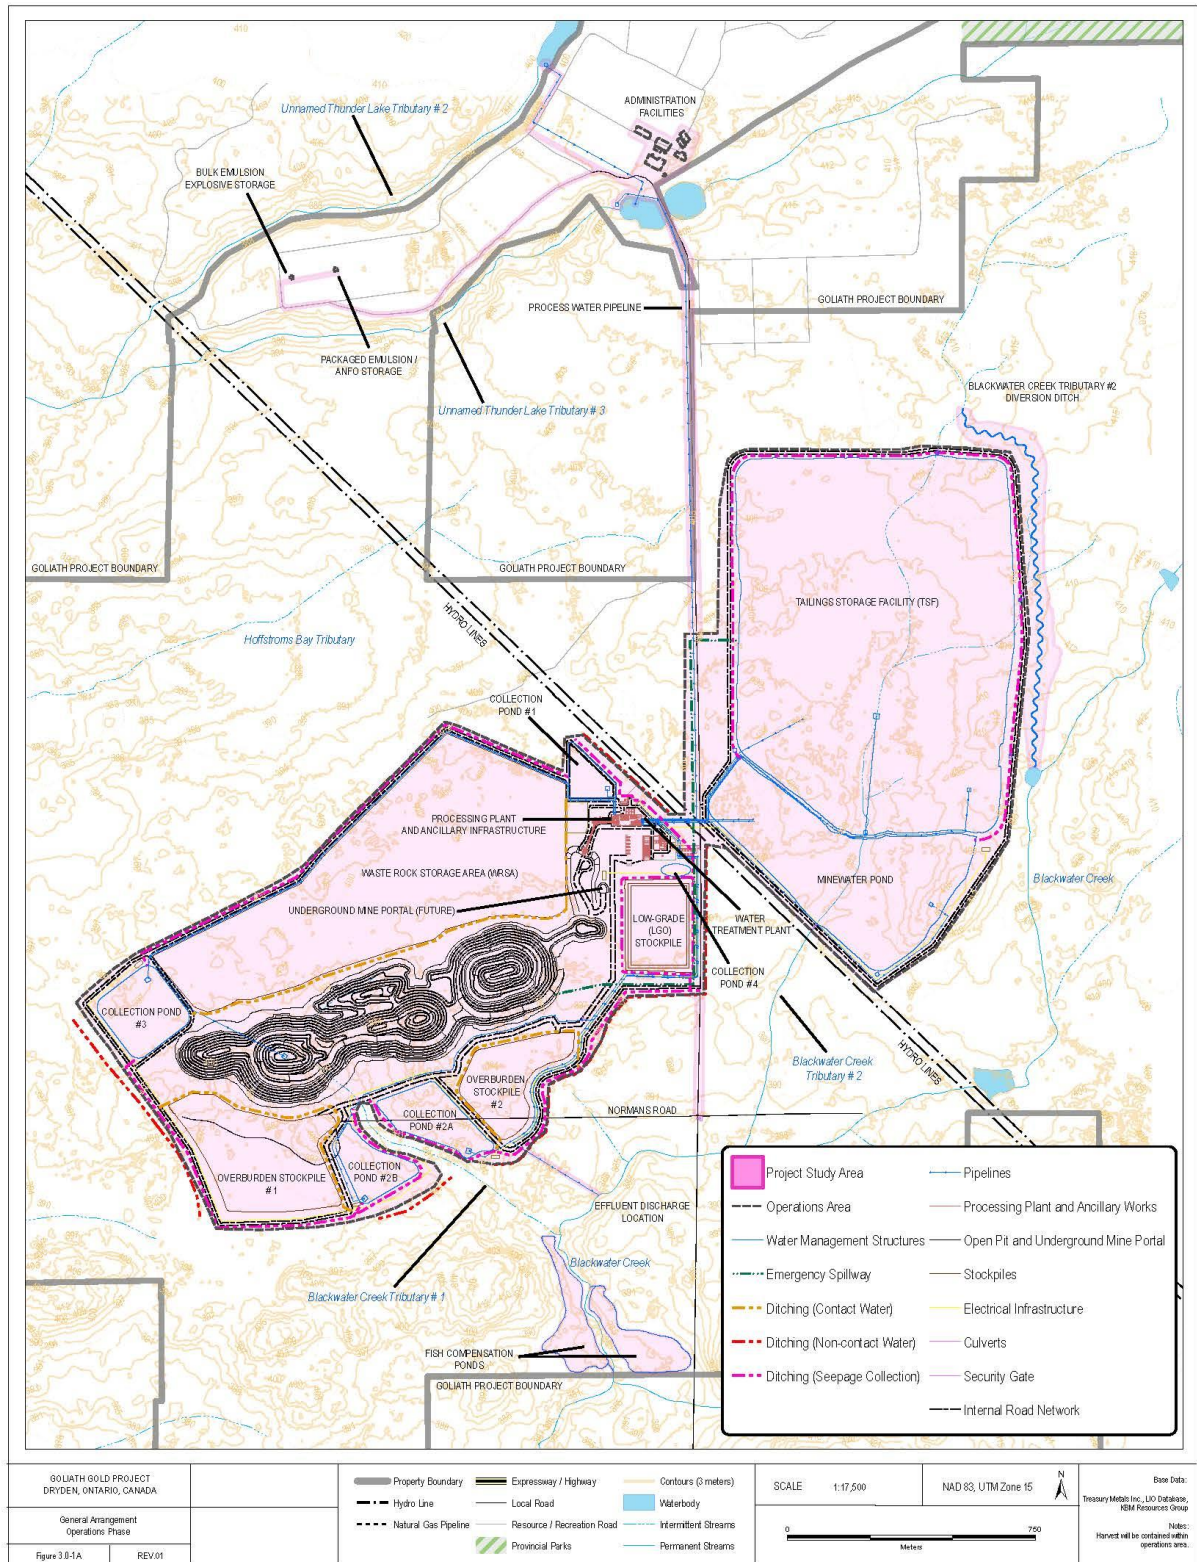 Unnamed Thunder Lake Tributary # 2
ADMINISTRATION
FACILITIES
BULK EMULSION
EXPLOSIVE STORAGE
PROCESS WATER PIPELINE
GOLIATH PROJECT BOUNDARY
PACKAGED EMULSION /
ANFO STORAGE
Unnamed Thunder Lake Tributary # 3
BLACKWATER CREEK TRIBUTARY #2
DIVERSION DITCH
GOLIATH PROJECT BOUNDARY
GOLIATH PROJECT BOUNDARY
HYDRO LINES
TAILINGS STORAGE FACILITY (TSF)
Hoffstroms Bay Tributary
COLLECTION
POND #1
PROCESSING PLANT
AND ANCILLARY INFRASTRUCTURE
WASTE ROCK STORAGE AREA (WRSA)
MINEWATER POND
Blackwater Creek
UNDERGROUND MINE PORTAL (FUTURE)
LOW-GRADE
(LGO)
STOCKPILE
WATER
TREATMENT PLANT
COLLECTION
POND #4
COLLECTION POND
#3
HYDRO LINES
Blackwater Creek
Tributary # 2
OVERBURDEN
STOCKPILE
#2
COLLECTION
POND #2A
NORMANS ROAD
OVERBURDEN STOCKPILE
#1
COLLECTION
POND #2B
EFFLUENT DISCHARGE
LOCATION
Blackwater Creek
Blackwater Creek Tributary # 1
FISH COMPENSATION
PONDS
GOLIATH PROJECT BOUNDARY
Project Study Area
Operations Area
Water Management Structures
Emergency Spillway
Ditching (Contact Water)
Ditching (Non-contact Water)
Ditching (Seepage Collection)
Pipelines
Processing Plant and Ancillary Works
Open Pit and Underground Mine Portal
Stockpiles
Electrical Infrastructure
Culverts
Security Gate
Internal Road Network
GOLIATH GOLD PROJECT
DRYDEN, ONTARIO, CANADA
General Arrangement
Operations Phase
Figure 3.0-1A
REV.01
Property Boundary
Hydro Line
Natural Gas Pipeline
Expressway / Highway
Local Road
Resource / Recreation Road
Provincial Parks
Contours (3 meters)
Waterbody
Intermittent Streams
Permanent Streams
SCALE 1:17,500
NAD 83, UTM Zone 15
N
0 750
Meters
Base Data:
Treasury Metals Inc., LIO Database,
KBM Resources Group
Notes:
Harvest will be contained within
operations area.